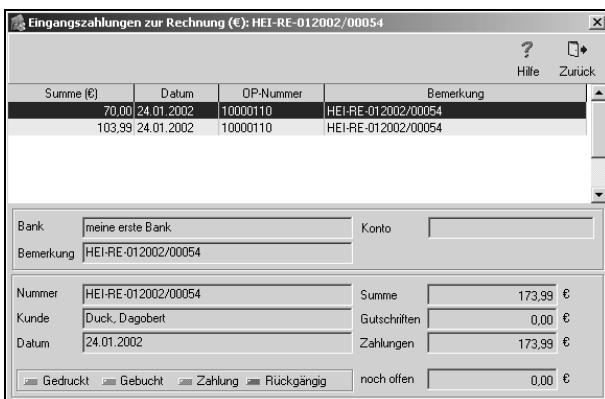 Eingangszahlungen zur Rechnung (€): HEI-RE-012002/00054
Hilfe Zurück
Summe (€) Datum OP-Nummer Bemerkung
70,00 24.01.2002 10000110 HEI-RE-012002/00054
103,99 24.01.2002 10000110 HEI-RE-012002/00054
Bank meine erste Bank Konto
Bemerkung HEI-RE-012002/00054
Nummer HEI-RE-012002/00054 Summe 173,99 €
Kunde Duck, Dagobert Gutschriften 0,00 €
Datum 24.01.2002 Zahlungen 173,99 €
Gedruckt Gebucht Zahlung Rückgängig noch offen 0,00 €